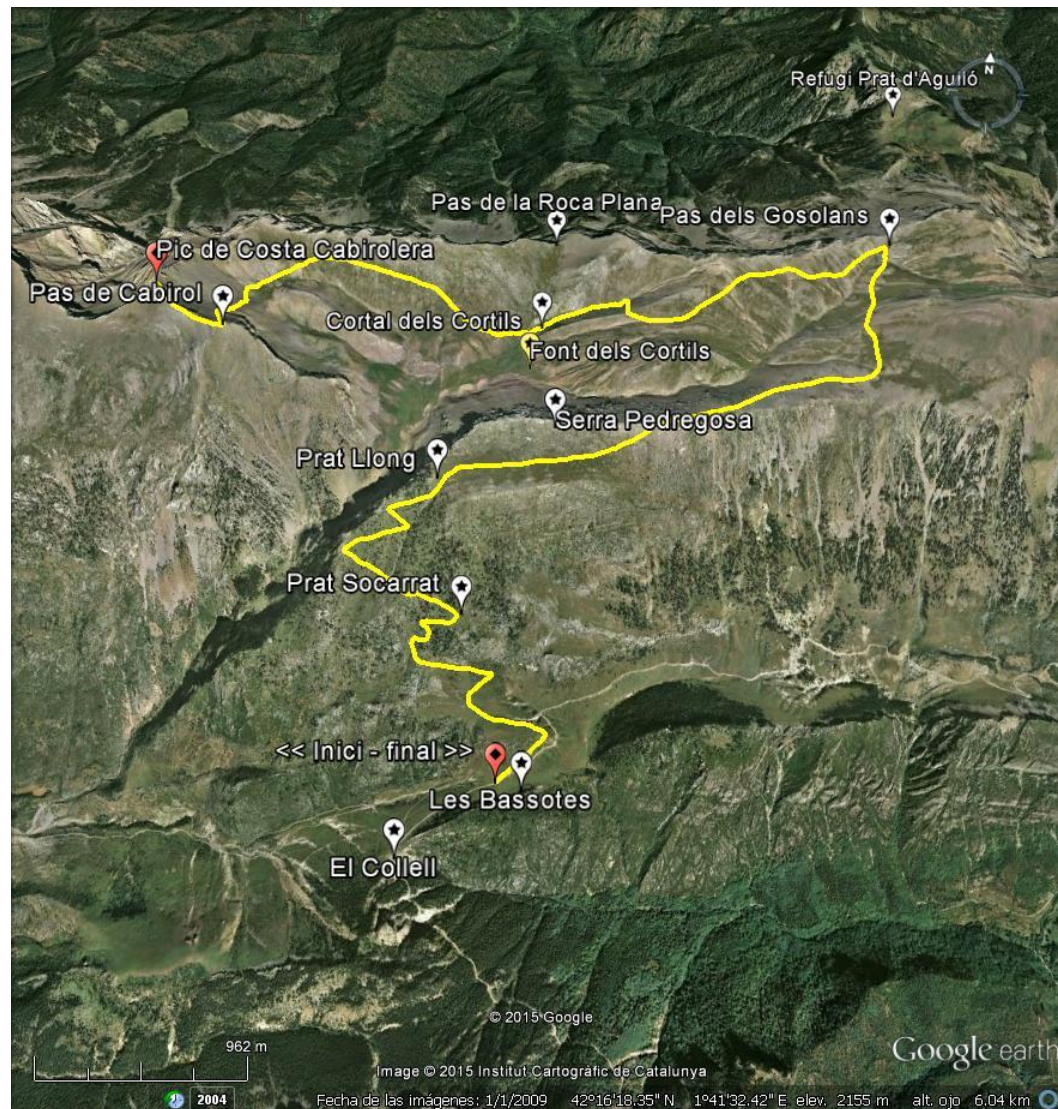 N
Refugi Prat d'Aguiló
Pas de la Roca Plana
Pas dels Gosolans
Pic de Costa Cabirolera
Pas de Cabirol
Cortal dels Cortils
Font dels Cortils
Serra Pedregosa
Prat Llong
Prat Socarrat
<< Inici - final >>
Les Bassotes
El Collell
© 2015 Google
962 m
Google earth
Image © 2015 Institut Cartogràfic de Catalunya
2004
Fecha de las imágenes: 1/1/2009 42°16'18.35" N 1°41'32.42" E elev. 2155 m alt. ojo 6.04 km